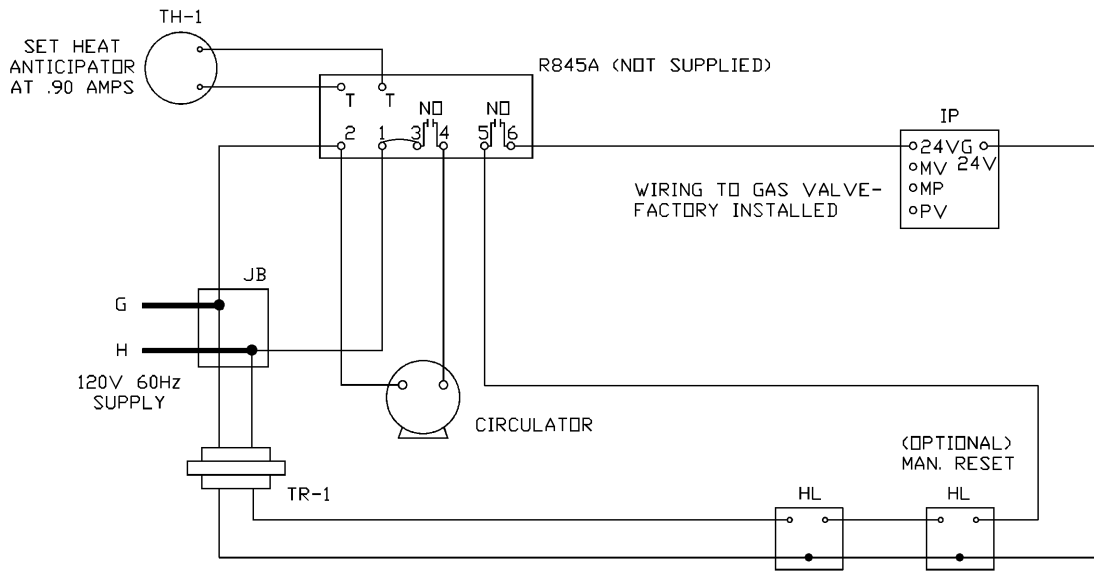 TH-1
SET HEAT
ANTICIPATOR
AT .90 AMPS
R845A (NOT SUPPLIED)
T T
NO NO
2 1 3 4 5 6
IP
24V G
24V
MV
MP
PV
WIRING TO GAS VALVE-
FACTORY INSTALLED
JB
G
H
120V 60Hz
SUPPLY
CIRCULATOR
TR-1
(OPTIONAL)
MAN. RESET
HL HL